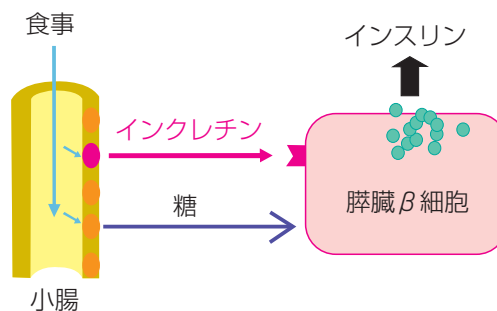 食事
インスリン
インクレチン
糖
膵臓β細胞
小腸